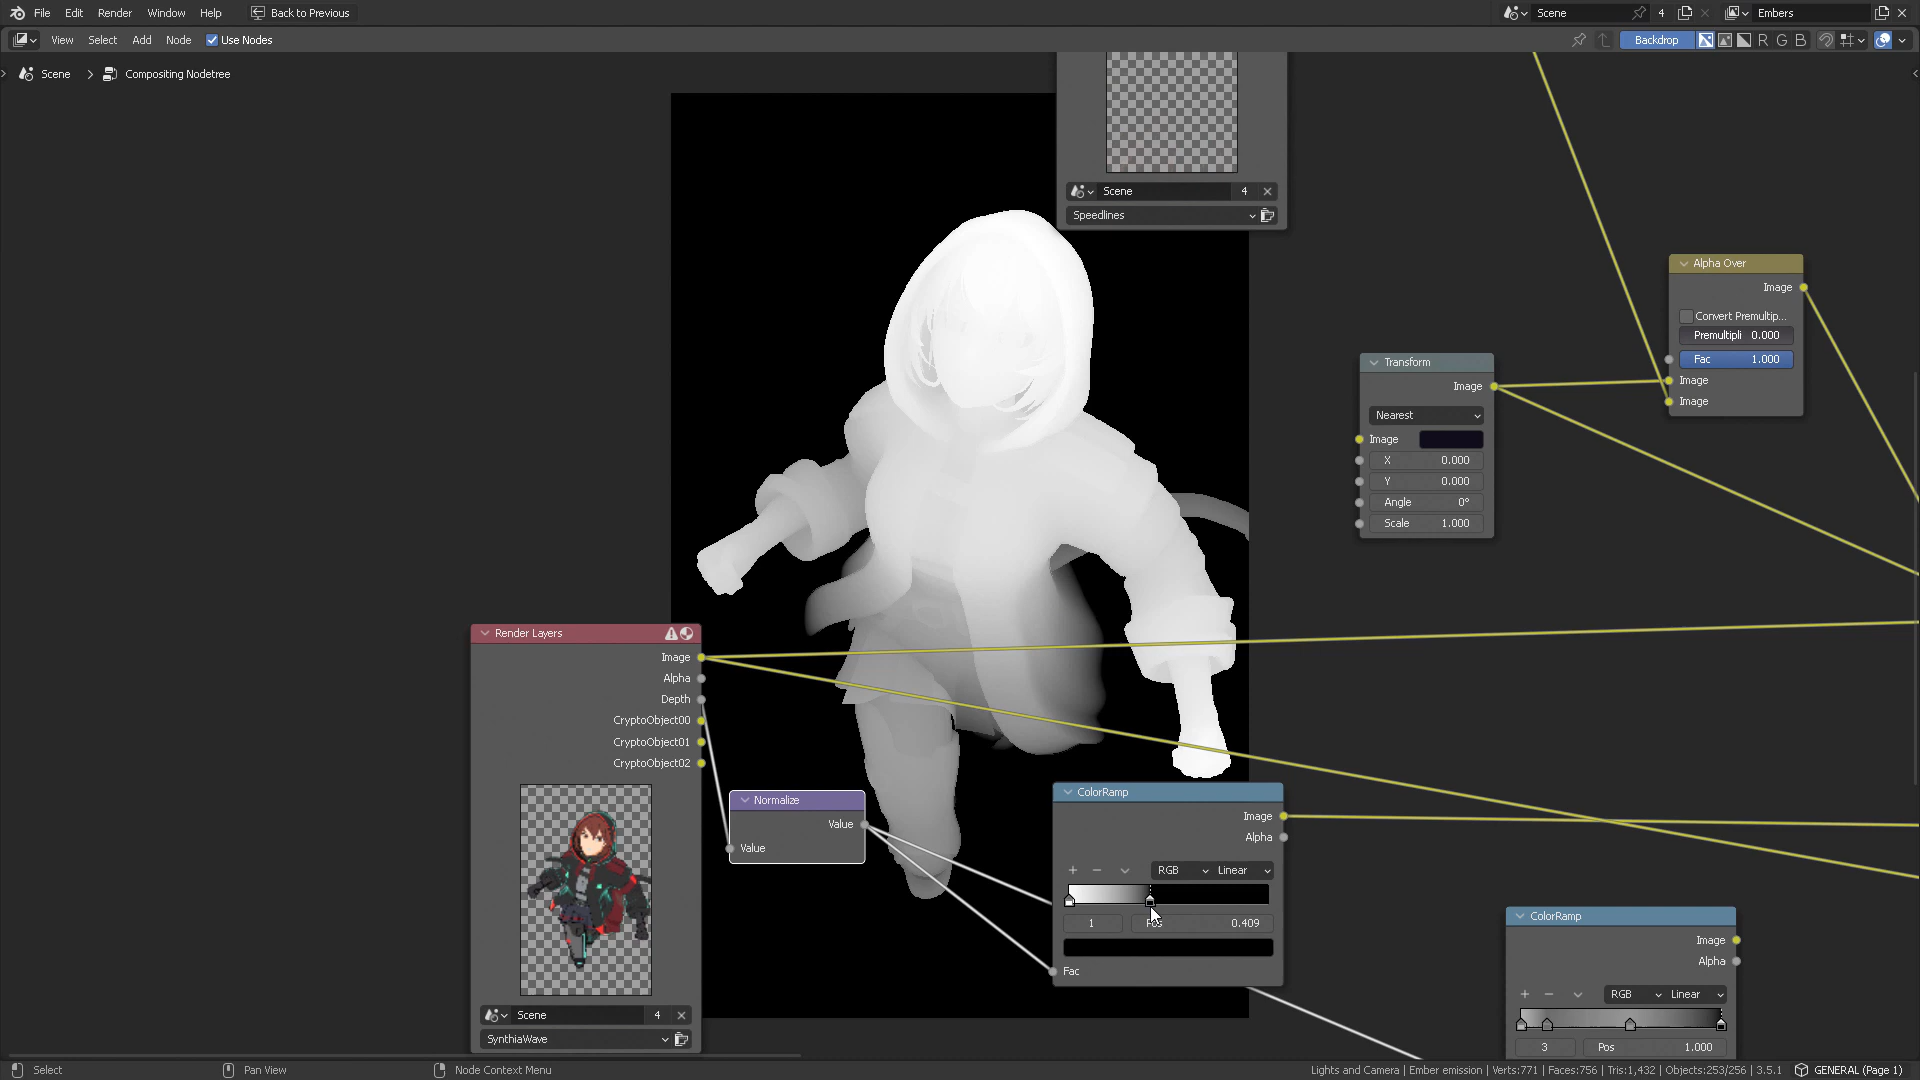 File Edit Render Window Help Back to Previous Scene 4 Embers
View Select Add Node Use Nodes Backdrop R G B
Scene > Compositing Nodetree
Scene 4
Speedlines
Alpha Over
Image
Convert Premultip...
Premultipli 0.000
Fac 1.000
Image
Image
Transform
Image
Nearest
Image
X 0.000
Y 0.000
Angle 0°
Scale 1.000
Render Layers
Image
Alpha
Depth
CryptoObject00
CryptoObject01
CryptoObject02
Scene 4
SynthiaWave
Normalize
Value
Value
ColorRamp
Image
Alpha
RGB Linear
1 Pos 0.409
Fac
ColorRamp
Image
Alpha
RGB Linear
3 Pos 1.000
Select Pan View Node Context Menu Lights and Camera | Ember emission | Verts:771 | Faces:756 | Tris:1,432 | Objects:253/256 | 3.5.1 GENERAL (Page 1)